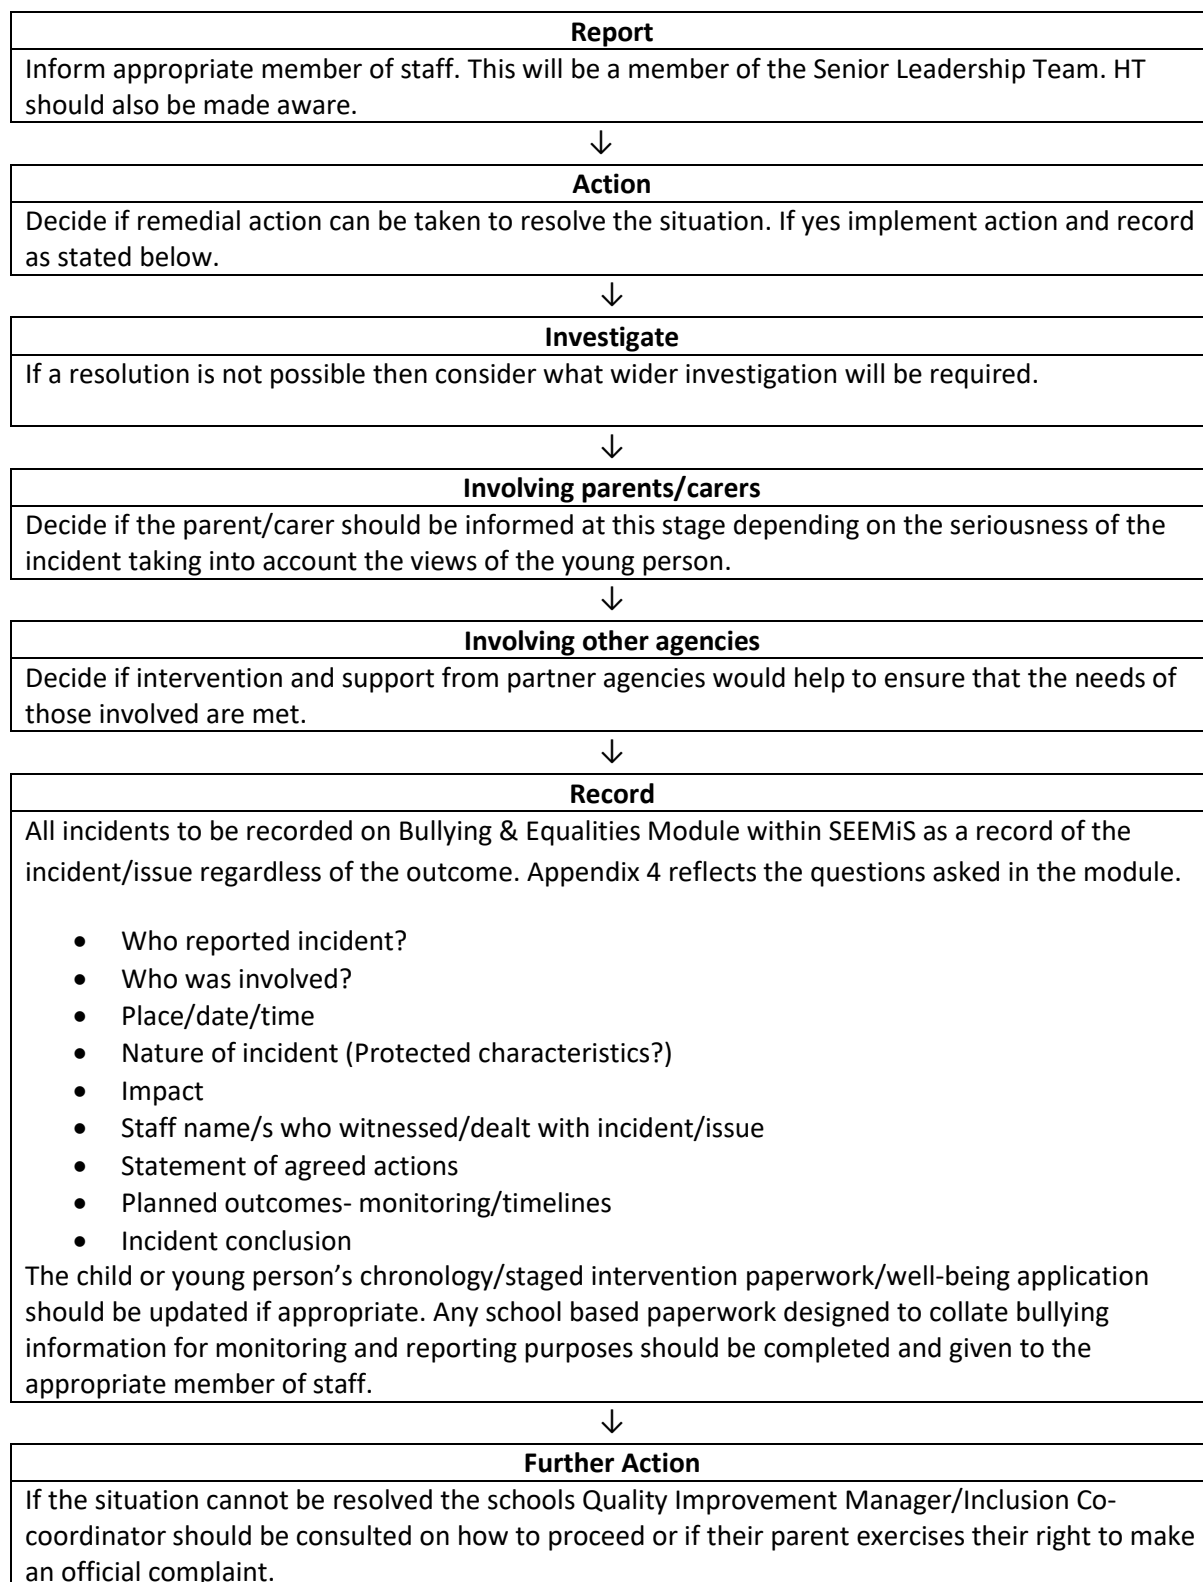 Report
Inform appropriate member of staff. This will be a member of the Senior Leadership Team. HT
should also be made aware.
↓
Action
Decide if remedial action can be taken to resolve the situation. If yes implement action and record
as stated below.
↓
Investigate
If a resolution is not possible then consider what wider investigation will be required.
↓
Involving parents/carers
Decide if the parent/carer should be informed at this stage depending on the seriousness of the
incident taking into account the views of the young person.
↓
Involving other agencies
Decide if intervention and support from partner agencies would help to ensure that the needs of
those involved are met.
↓
Record
All incidents to be recorded on Bullying & Equalities Module within SEEMiS as a record of the
incident/issue regardless of the outcome. Appendix 4 reflects the questions asked in the module.
• Who reported incident?
• Who was involved?
• Place/date/time
• Nature of incident (Protected characteristics?)
• Impact
• Staff name/s who witnessed/dealt with incident/issue
• Statement of agreed actions
• Planned outcomes- monitoring/timelines
• Incident conclusion
The child or young person’s chronology/staged intervention paperwork/well-being application
should be updated if appropriate. Any school based paperwork designed to collate bullying
information for monitoring and reporting purposes should be completed and given to the
appropriate member of staff.
↓
Further Action
If the situation cannot be resolved the schools Quality Improvement Manager/Inclusion Co-
coordinator should be consulted on how to proceed or if their parent exercises their right to make
an official complaint.